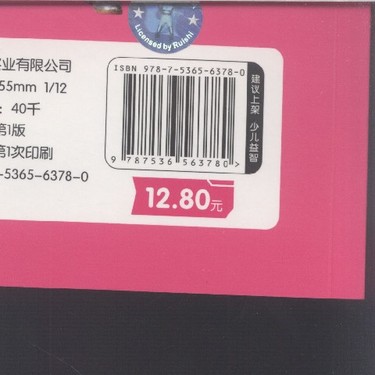 Licensed by Ruishi
业有限公司
55mm 1/12
：40千
第1版
第1次印刷
-5365-6378-0
ISBN 978-7-5365-6378-0
9 787536 563780 >
建议上架 少儿益智
12.80元